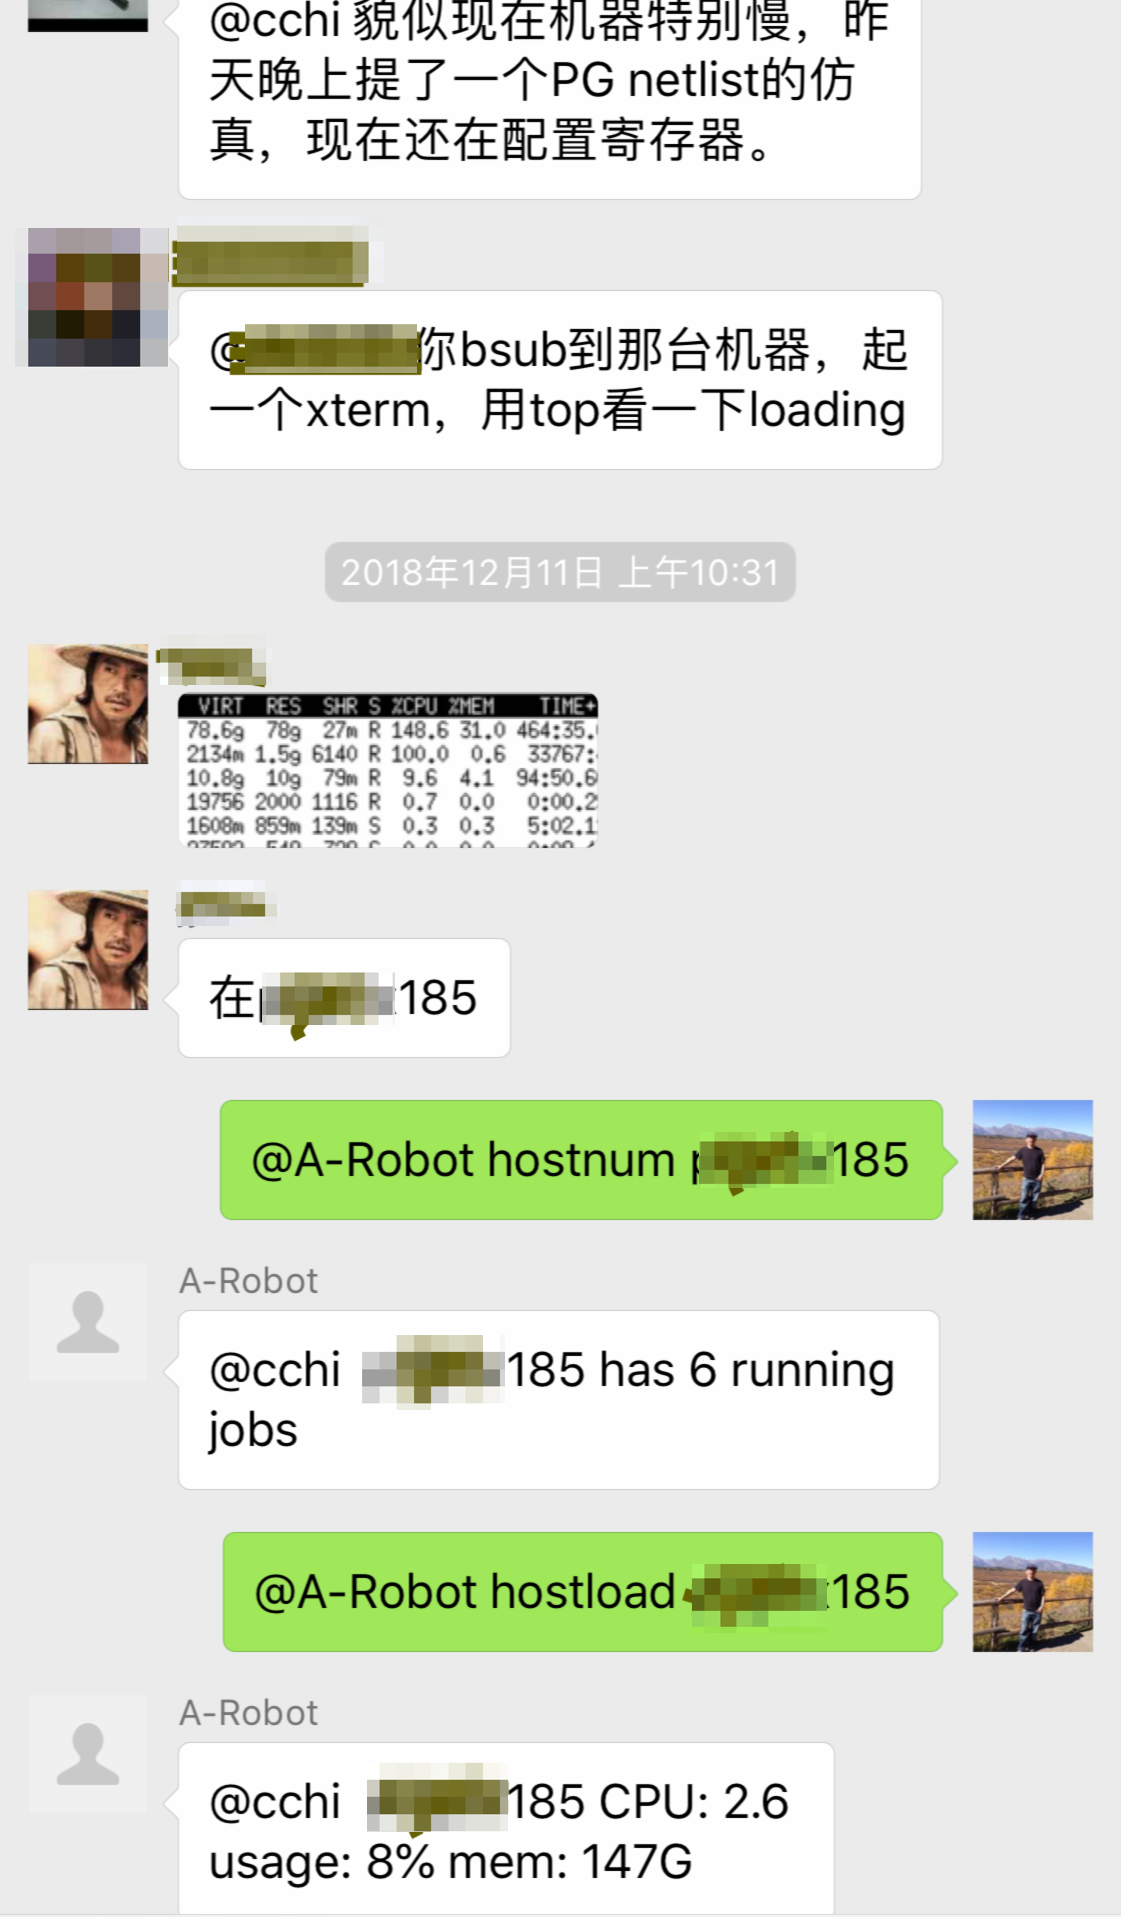 @cchi 貌似现在机器特别慢，昨
天晚上提了一个PG netlist的仿
真，现在还在配置寄存器。
@ 你bsub到那台机器，起
一个xterm，用top看一下loading
2018年12月11日 上午10:31
VIRT RES SHR S %CPU %MEM TIME+
78.6g 78g 27m R 148.6 31.0 464:35.
2134m 1.5g 6140 R 100.0 0.6 33767:
10.8g 10g 79m R 9.6 4.1 94:50.6
19756 2000 1116 R 0.7 0.0 0:00.2
1608m 859m 139m S 0.3 0.3 5:02.1
在 185
@A-Robot hostnum 185
A-Robot
@cchi 185 has 6 running
jobs
@A-Robot hostload 185
A-Robot
@cchi 185 CPU: 2.6
usage: 8% mem: 147G